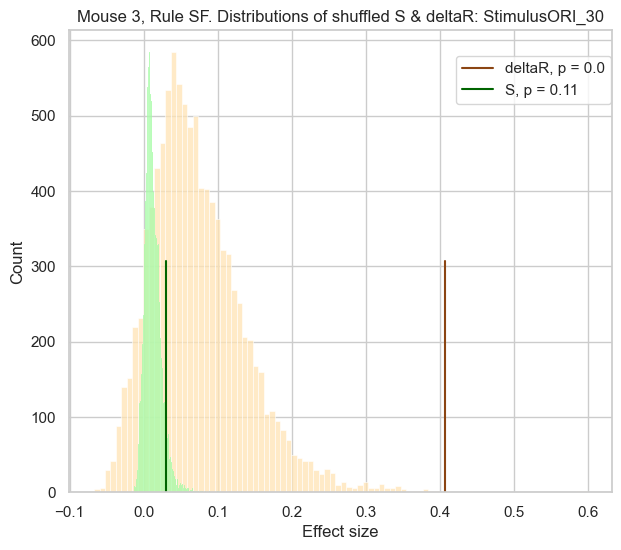 Mouse 3, Rule SF. Distributions of shuffled S & deltaR: StimulusORI_30
600
500
400
300
200
100
0
Count
deltaR, p = 0.0
S, p = 0.11
−0.1 0.0 0.1 0.2 0.3 0.4 0.5 0.6
Effect size